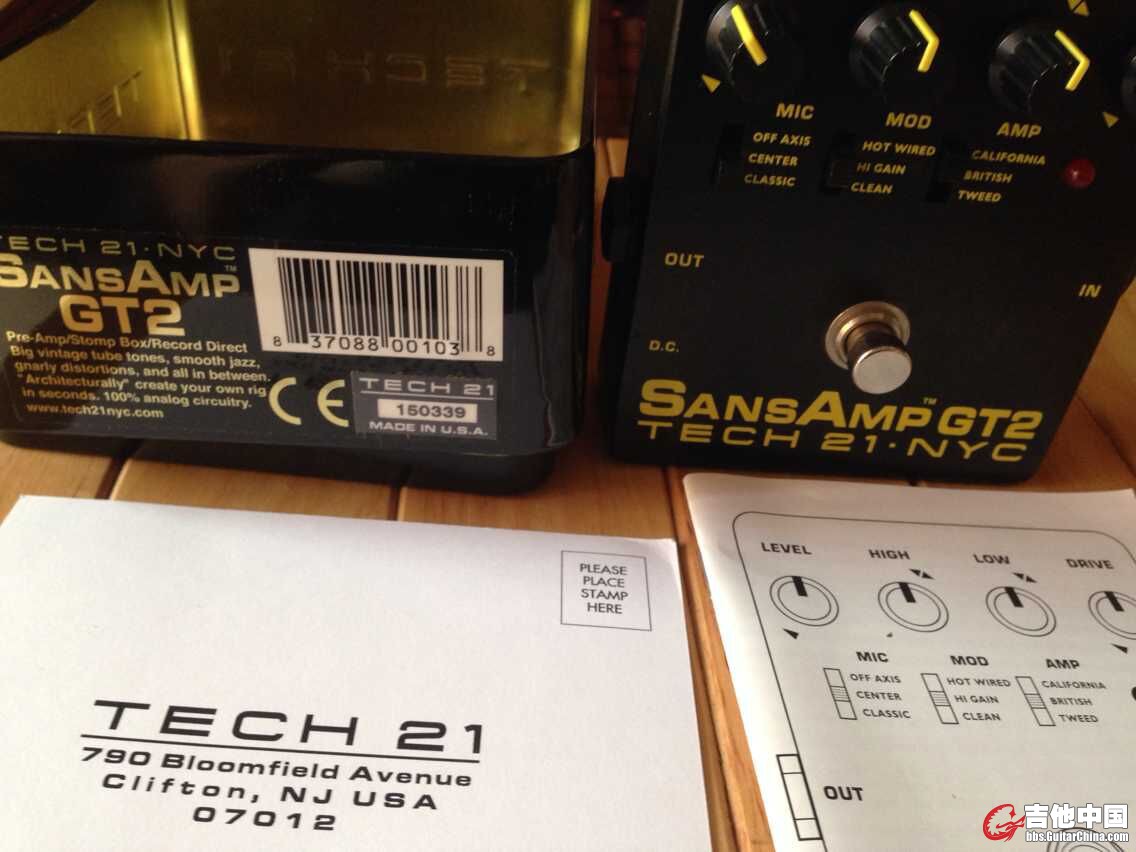 TECH 21
TECH 21·NYC
SANSAMP™
GT2
Pre-Amp/Stomp Box/Record Direct
Big vintage tube tones, smooth jazz,
gnarly distortions, and all in between.
"Architecturally" create your own rig
in seconds. 100% analog circuitry.
www.tech21nyc.com
8 37088 00103 8
CE
TECH 21
150339
MADE IN U.S.A.
MIC
OFF AXIS
CENTER
CLASSIC
MOD
HOT WIRED
HI GAIN
CLEAN
AMP
CALIFORNIA
BRITISH
TWEED
OUT
IN
D.C.
SANSAMP™ GT2
TECH 21·NYC
PLEASE
PLACE
STAMP
HERE
TECH 21
790 Bloomfield Avenue
Clifton, NJ USA
07012
LEVEL
HIGH
LOW
DRIVE
MIC
OFF AXIS
CENTER
CLASSIC
MOD
HOT WIRED
HI GAIN
CLEAN
AMP
CALIFORNIA
BRITISH
TWEED
OUT
吉他中国
bbs.GuitarChina.com